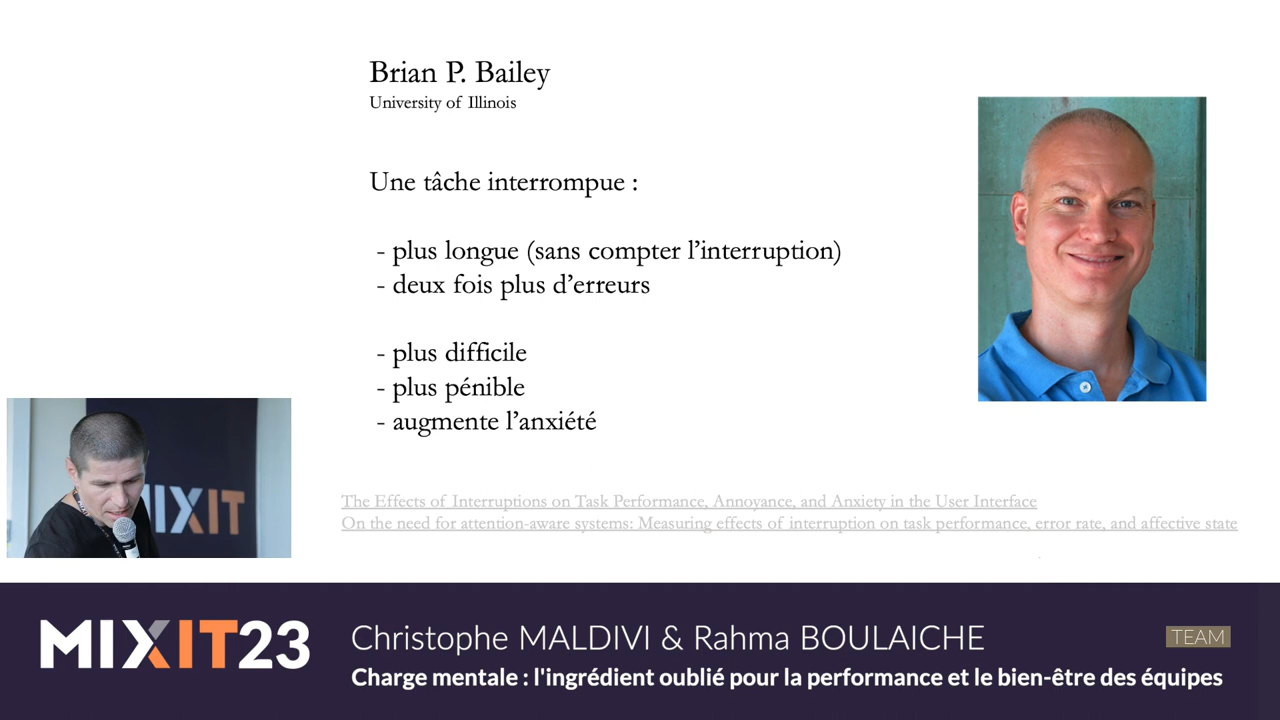 Brian P. Bailey
University of Illinois
Une tâche interrompue :
- plus longue (sans compter l'interruption)
- deux fois plus d'erreurs
- plus difficile
- plus pénible
- augmente l'anxiété
IXIT
The Effects of Interruptions on Task Performance, Annoyance, and Anxiety in the User Interface
On the need for attention-aware systems: Measuring effects of interruption on task performance, error rate, and affective state
MIXIT23
Christophe MALDIVI & Rahma BOULAICHE
TEAM
Charge mentale : l'ingrédient oublié pour la performance et le bien-être des équipes